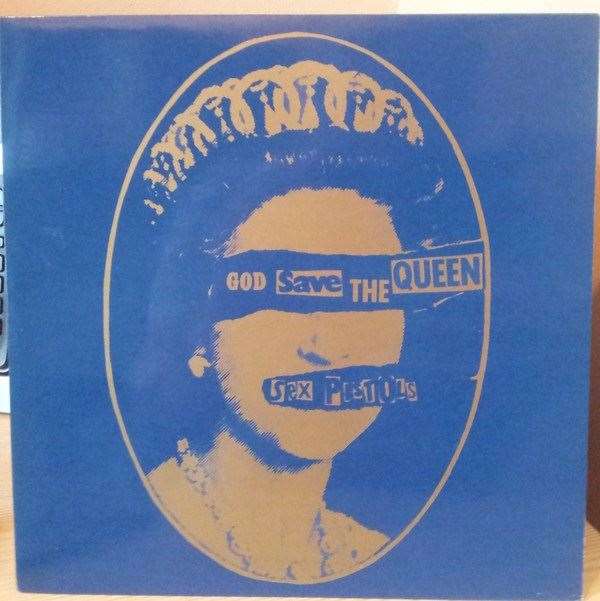 GOD Save THE QUEEN
SEX PISTOLS